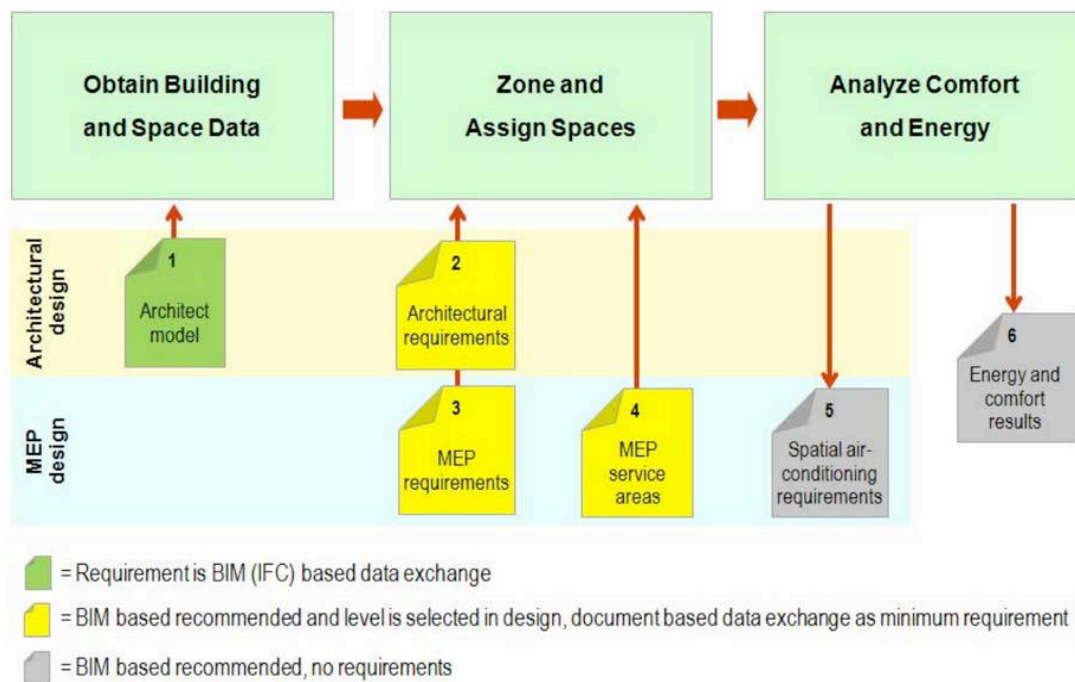 Obtain Building
and Space Data
Zone and
Assign Spaces
Analyze Comfort
and Energy
Architectural
design
1
Architect
model
2
Architectural
requirements
6
Energy and
comfort
results
MEP
design
3
MEP
requirements
4
MEP
service
areas
5
Spatial air-
conditioning
requirements
= Requirement is BIM (IFC) based data exchange
= BIM based recommended and level is selected in design, document based data exchange as minimum requirement
= BIM based recommended, no requirements